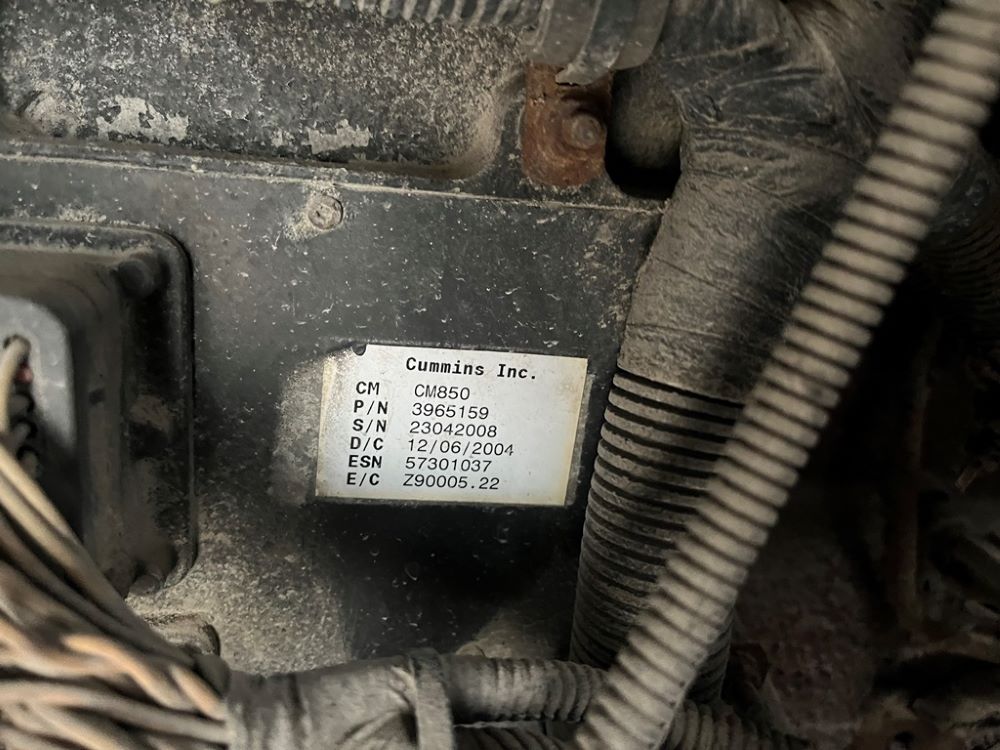 Cummins Inc.
CM CM850
P/N 3965159
S/N 23042008
D/C 12/06/2004
ESN 57301037
E/C Z90005.22